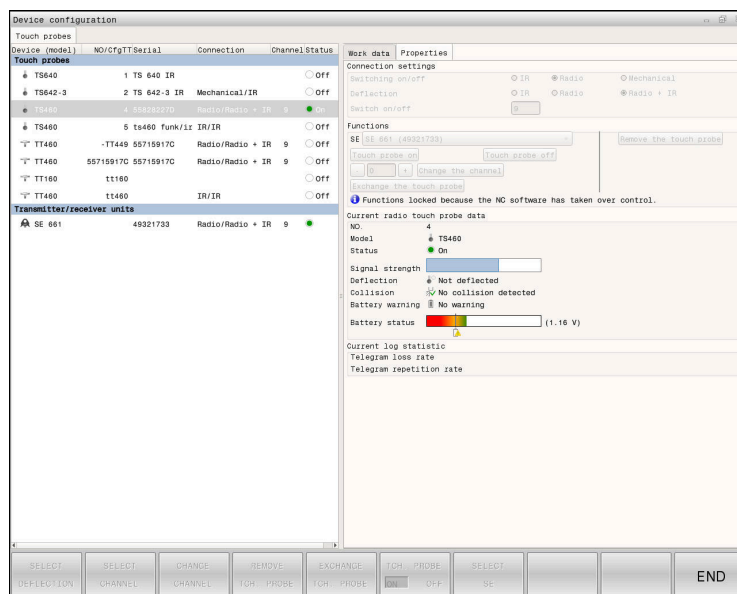 Device configuration
Touch probes
Device (model) NO/CfgTT Serial Connection Channel Status
Touch probes
TS640 1 TS 640 IR Off
TS642-3 2 TS 642-3 IR Mechanical/IR Off
TS460 4 Radio/Radio + IR 9 On
TS460 5 ts460 funk/ir IR/IR Off
TT460 -TT449 55715917C Radio/Radio + IR 9 Off
TT460 55715917C 55715917C Radio/Radio + IR 9 Off
TT160 tt160 Off
TT460 tt460 IR/IR Off
Transmitter/receiver units
SE 661 49321733 Radio/Radio + IR 9
Work data Properties
Connection settings
Switching on/off IR Radio Mechanical
Deflection IR Radio Radio + IR
Switch on/off 9
Functions
SE SE 661 (49321733) Remove the touch probe
Touch probe on Touch probe off
- 0 + Change the channel
Exchange the touch probe
Functions locked because the NC software has taken over control.
Current radio touch probe data
NO. 4
Model TS460
Status On
Signal strength
Deflection Not deflected
Collision No collision detected
Battery warning No warning
Battery status (1.16 V)
Current log statistic
Telegram loss rate
Telegram repetition rate
SELECT DEFLECTION
SELECT CHANNEL
CHANGE CHANNEL
REMOVE TCH. PROBE
EXCHANGE TCH. PROBE
TCH. PROBE ON OFF
SELECT SE
END